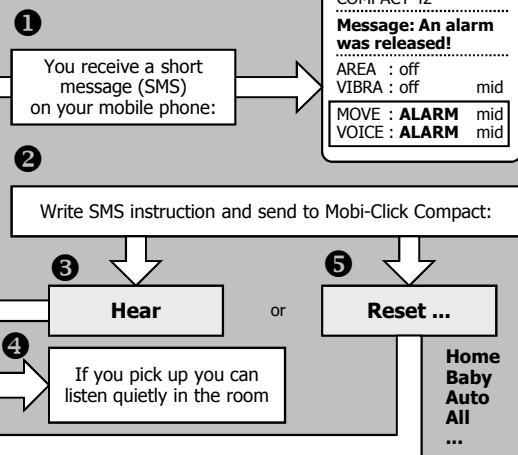 ❶
You receive a short
message (SMS)
on your mobile phone:
Message: An alarm
was released!
AREA : off
VIBRA : off mid
MOVE : ALARM mid
VOICE : ALARM mid
❷
Write SMS instruction and send to Mobi-Click Compact:
❸
Hear
or
❺
Reset ...
❹
If you pick up you can
listen quietly in the room
Home
Baby
Auto
All
...